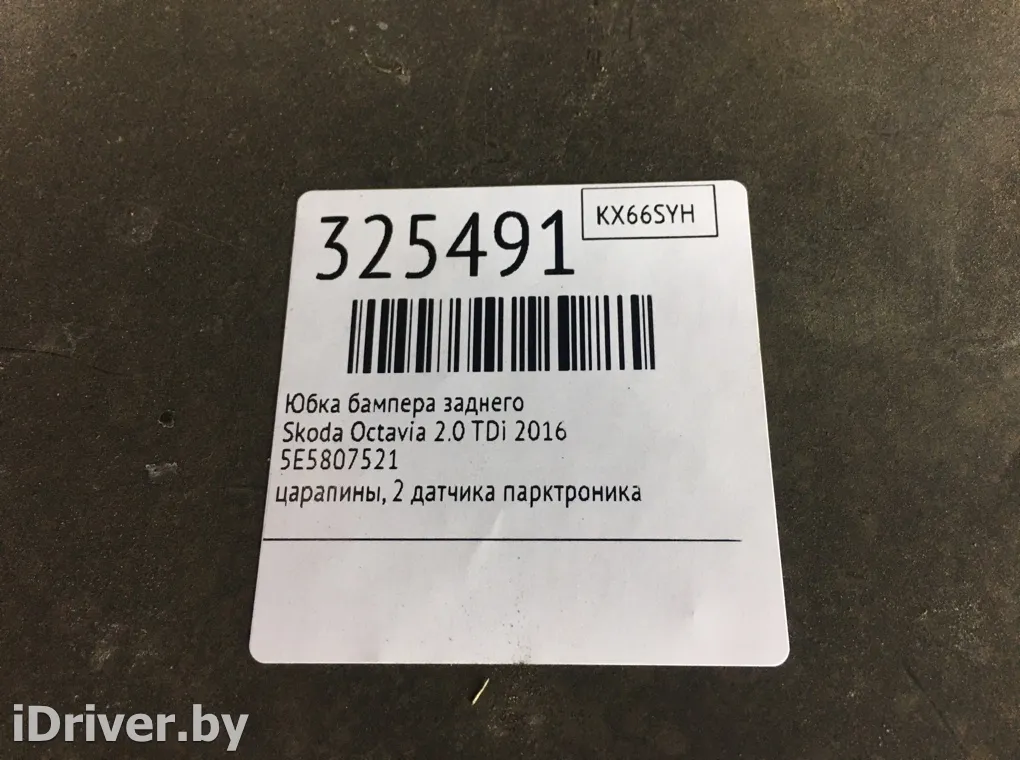 325491
KX66SYH
Юбка бампера заднего
Skoda Octavia 2.0 TDi 2016
5E5807521
царапины, 2 датчика парктроника
iDriver.by